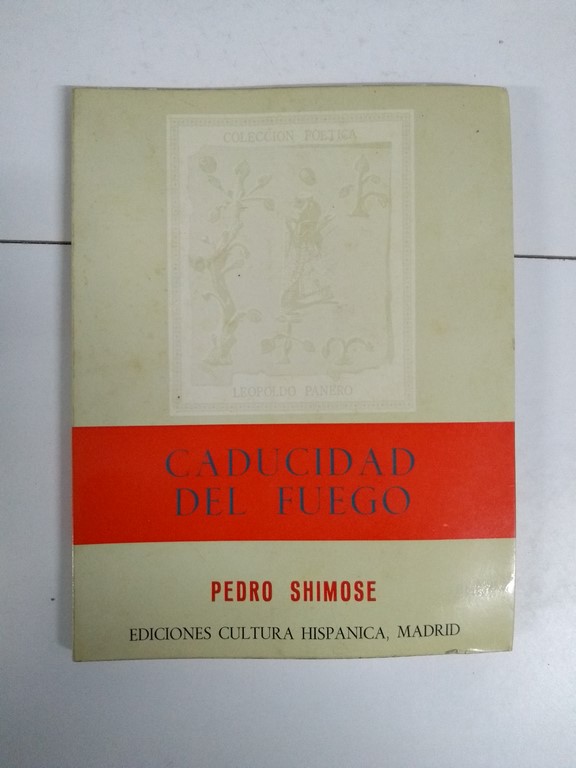 COLECCION POETICA
LEOPOLDO PANERO
CADUCIDAD
DEL FUEGO
PEDRO SHIMOSE
EDICIONES CULTURA HISPANICA, MADRID